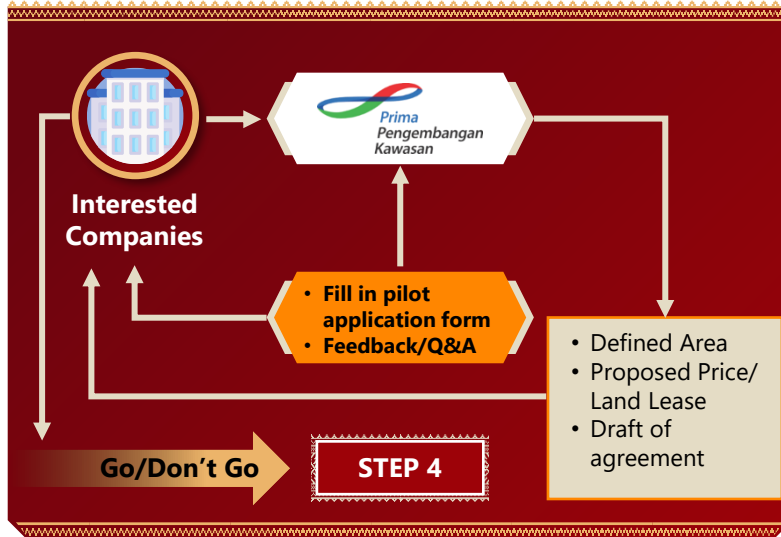 Prima
Pengembangan
Kawasan
Interested
Companies
• Fill in pilot
application form
• Feedback/Q&A
• Defined Area
• Proposed Price/
Land Lease
• Draft of
agreement
Go/Don’t Go
STEP 4